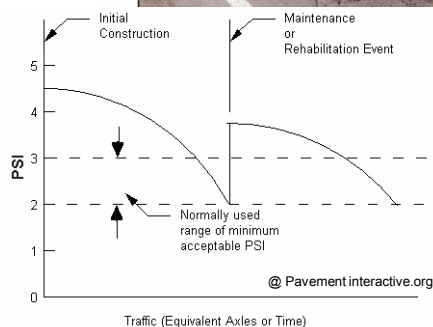 Initial
Construction
Maintenance
or
Rehabilitation Event
5
4
3
2
1
0
PSI
Normally used
range of minimum
acceptable PSI
@ Pavement interactive.org
Traffic (Equivalent Axles or Time)